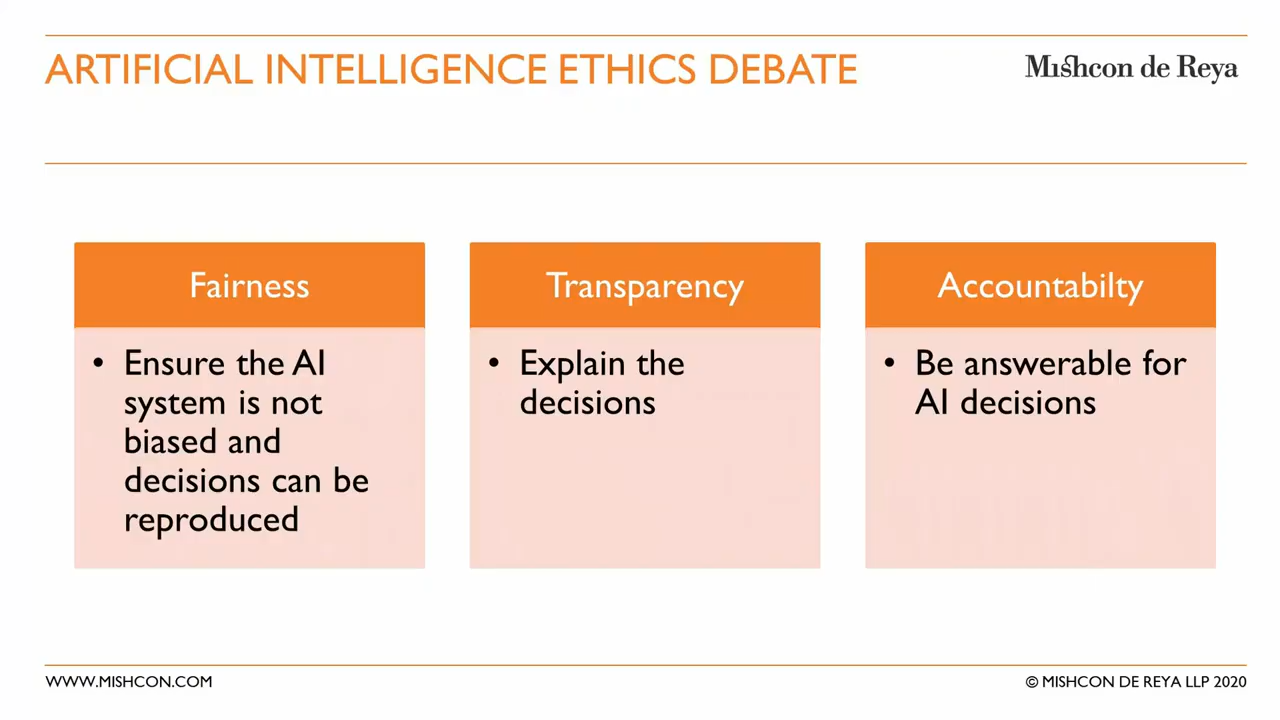 ARTIFICIAL INTELLIGENCE ETHICS DEBATE
Mishcon de Reya
Fairness
• Ensure the AI
system is not
biased and
decisions can be
reproduced
Transparency
• Explain the
decisions
Accountabilty
• Be answerable for
AI decisions
WWW.MISHCON.COM
© MISHCON DE REYA LLP 2020